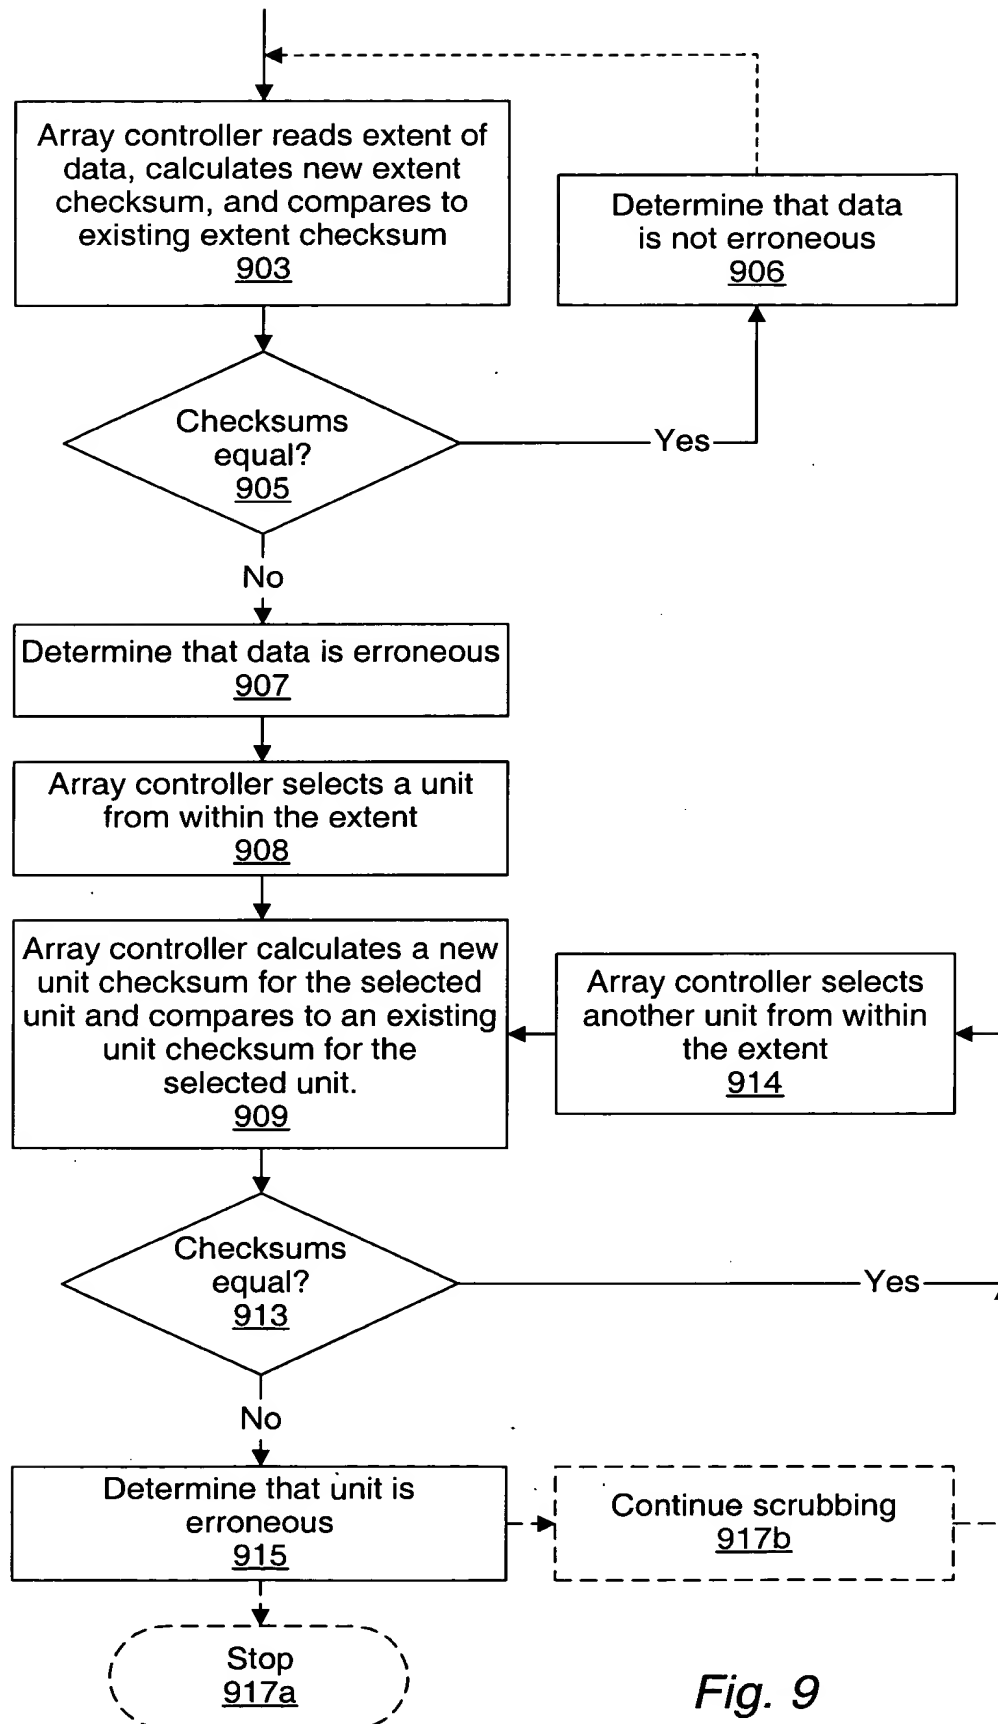 Array controller reads extent of
data, calculates new extent
checksum, and compares to
existing extent checksum
903
Determine that data
is not erroneous
906
Checksums
equal?
905
Yes
No
Determine that data is erroneous
907
Array controller selects a unit
from within the extent
908
Array controller calculates a new
unit checksum for the selected
unit and compares to an existing
unit checksum for the
selected unit.
909
Array controller selects
another unit from within
the extent
914
Checksums
equal?
913
Yes
No
Determine that unit is
erroneous
915
Continue scrubbing
917b
Stop
917a
Fig. 9